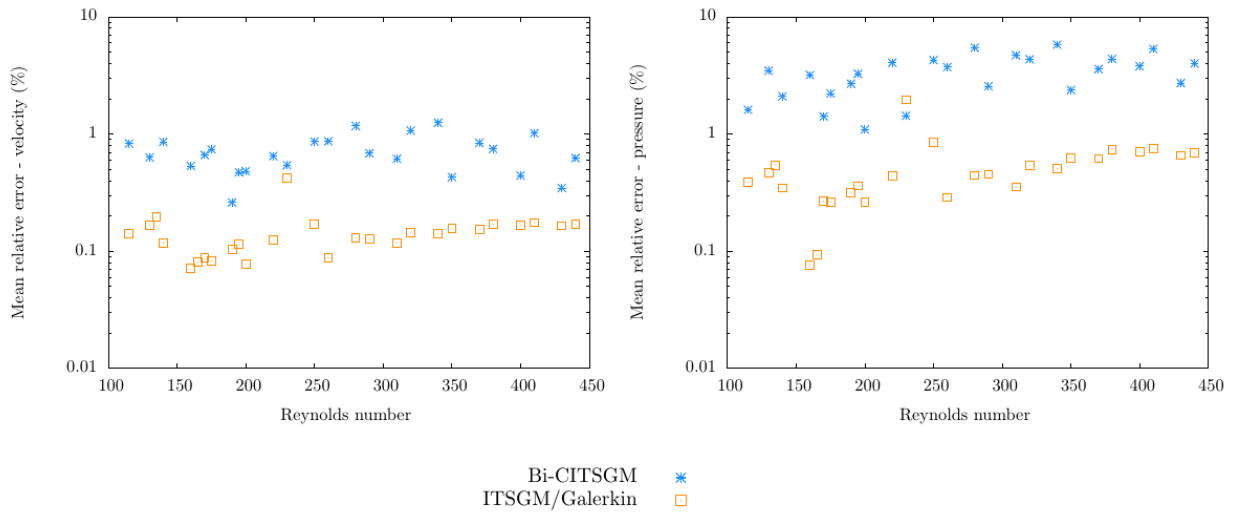 Mean relative error - velocity (%)
10
1
0.1
0.01
100 150 200 250 300 350 400 450
Reynolds number
Mean relative error - pressure (%)
10
1
0.1
0.01
100 150 200 250 300 350 400 450
Reynolds number
Bi-CITSGM
ITSGM/Galerkin